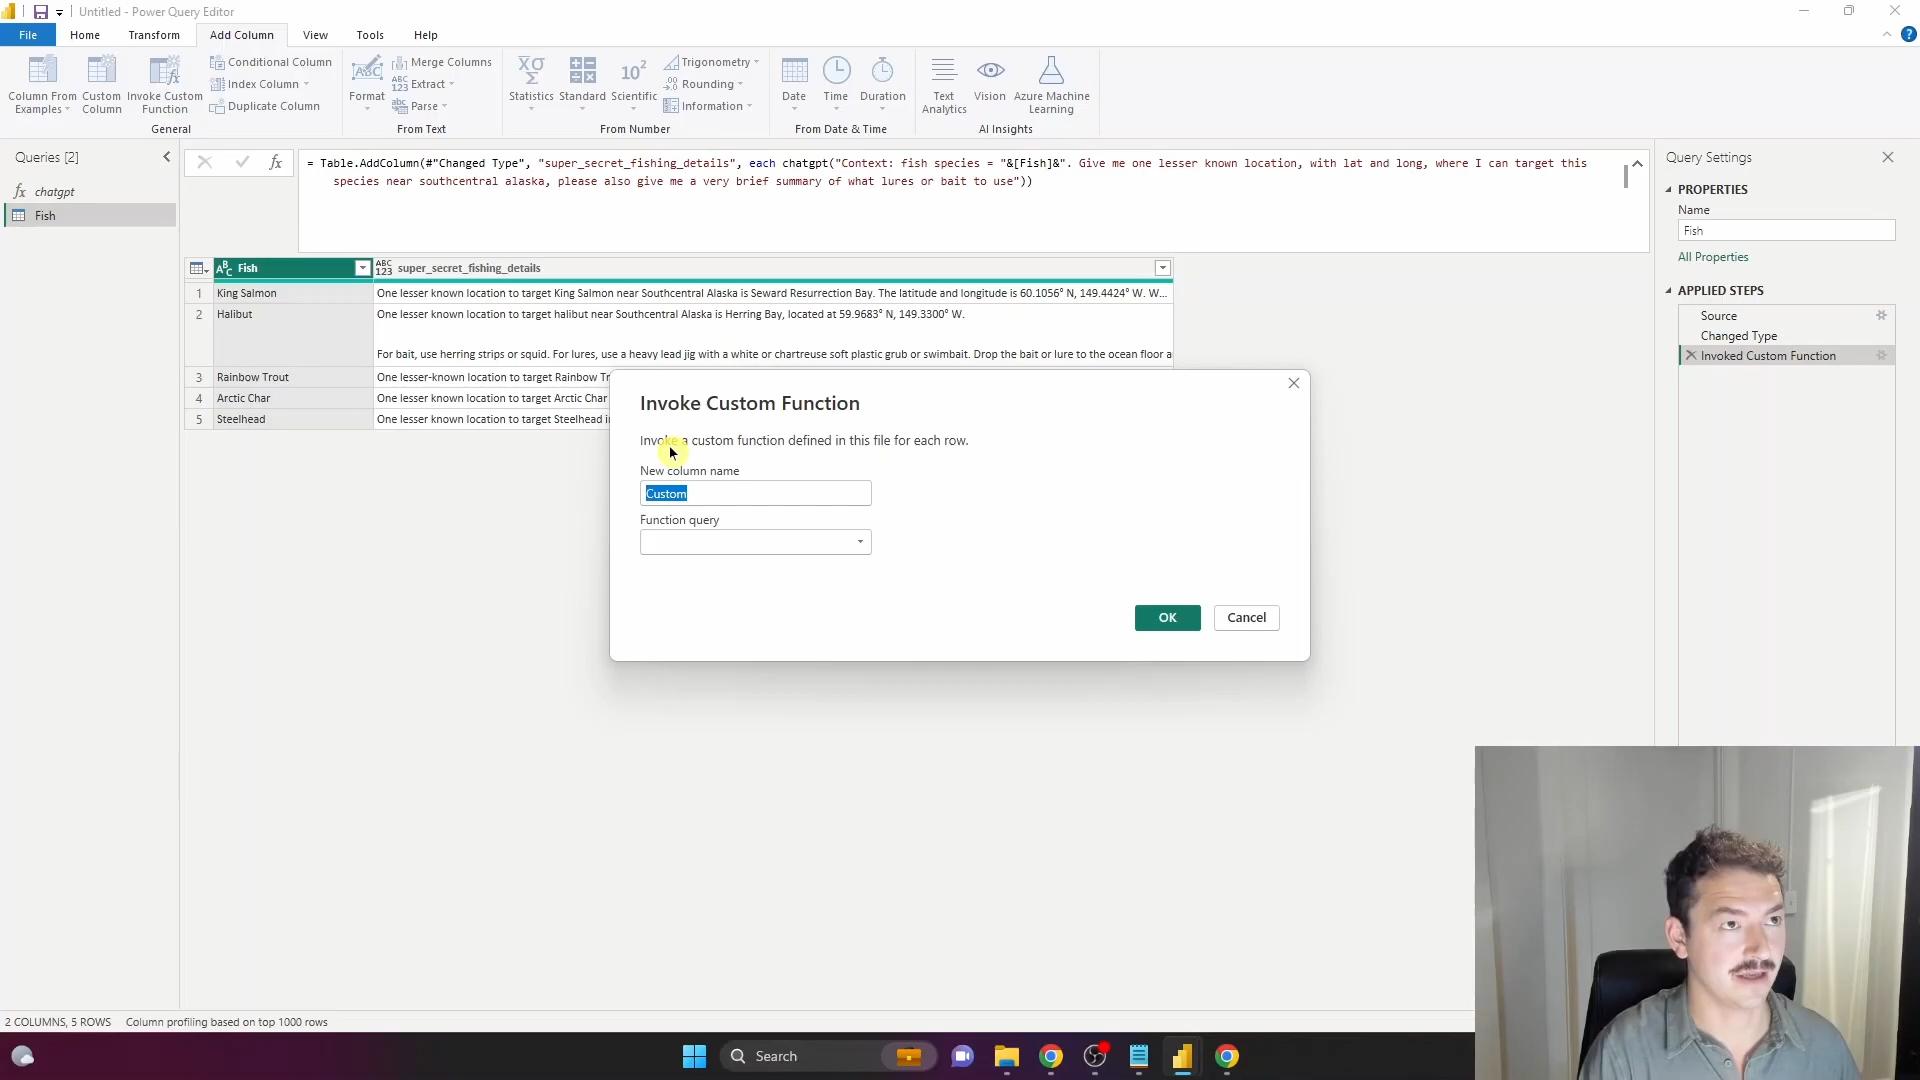 Untitled - Power Query Editor
File
Home
Transform
Add Column
View
Tools
Help
?
Column From
Examples
Custom
Column
Invoke Custom
Function
Conditional Column
Index Column
Duplicate Column
General
ABC
Format
Merge Columns
ABC
123 Extract
abc Parse
From Text
XΣσ
Statistics
Standard
10²
Scientific
Trigonometry
.00 Rounding
Information
From Number
Date
Time
Duration
From Date & Time
Text
Analytics
Vision
Azure Machine
Learning
AI Insights
Queries [2]
fx chatgpt
Fish
fx
= Table.AddColumn(#"Changed Type", "super_secret_fishing_details", each chatgpt("Context: fish species = "&[Fish]&". Give me one lesser known location, with lat and long, where I can target this
species near southcentral alaska, please also give me a very brief summary of what lures or bait to use"))
ABC Fish
ABC
123 super_secret_fishing_details
1 King Salmon One lesser known location to target King Salmon near Southcentral Alaska is Seward Resurrection Bay. The latitude and longitude is 60.1056° N, 149.4424° W. W...
2 Halibut One lesser known location to target halibut near Southcentral Alaska is Herring Bay, located at 59.9683° N, 149.3300° W.
For bait, use herring strips or squid. For lures, use a heavy lead jig with a white or chartreuse soft plastic grub or swimbait. Drop the bait or lure to the ocean floor a
3 Rainbow Trout One lesser-known location to target Rainbow Tr
4 Arctic Char One lesser known location to target Arctic Char
5 Steelhead One lesser known location to target Steelhead i
Invoke Custom Function
Invoke a custom function defined in this file for each row.
New column name
Custom
Function query
OK
Cancel
Query Settings
PROPERTIES
Name
Fish
All Properties
APPLIED STEPS
Source
Changed Type
Invoked Custom Function
2 COLUMNS, 5 ROWS Column profiling based on top 1000 rows
Search